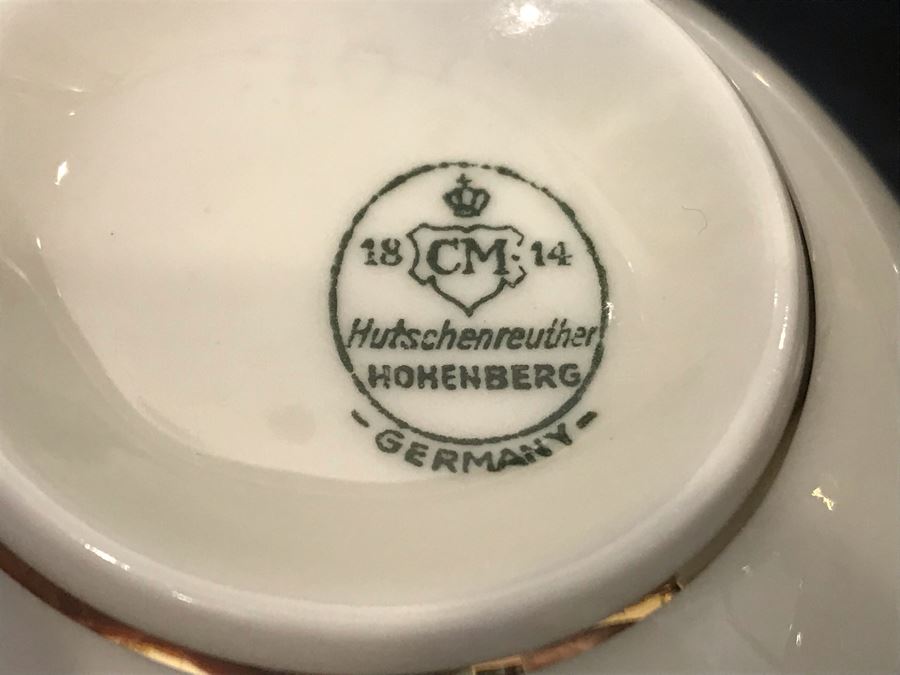 18 CM 14
Hutschenreuther
HOHENBERG
- GERMANY -